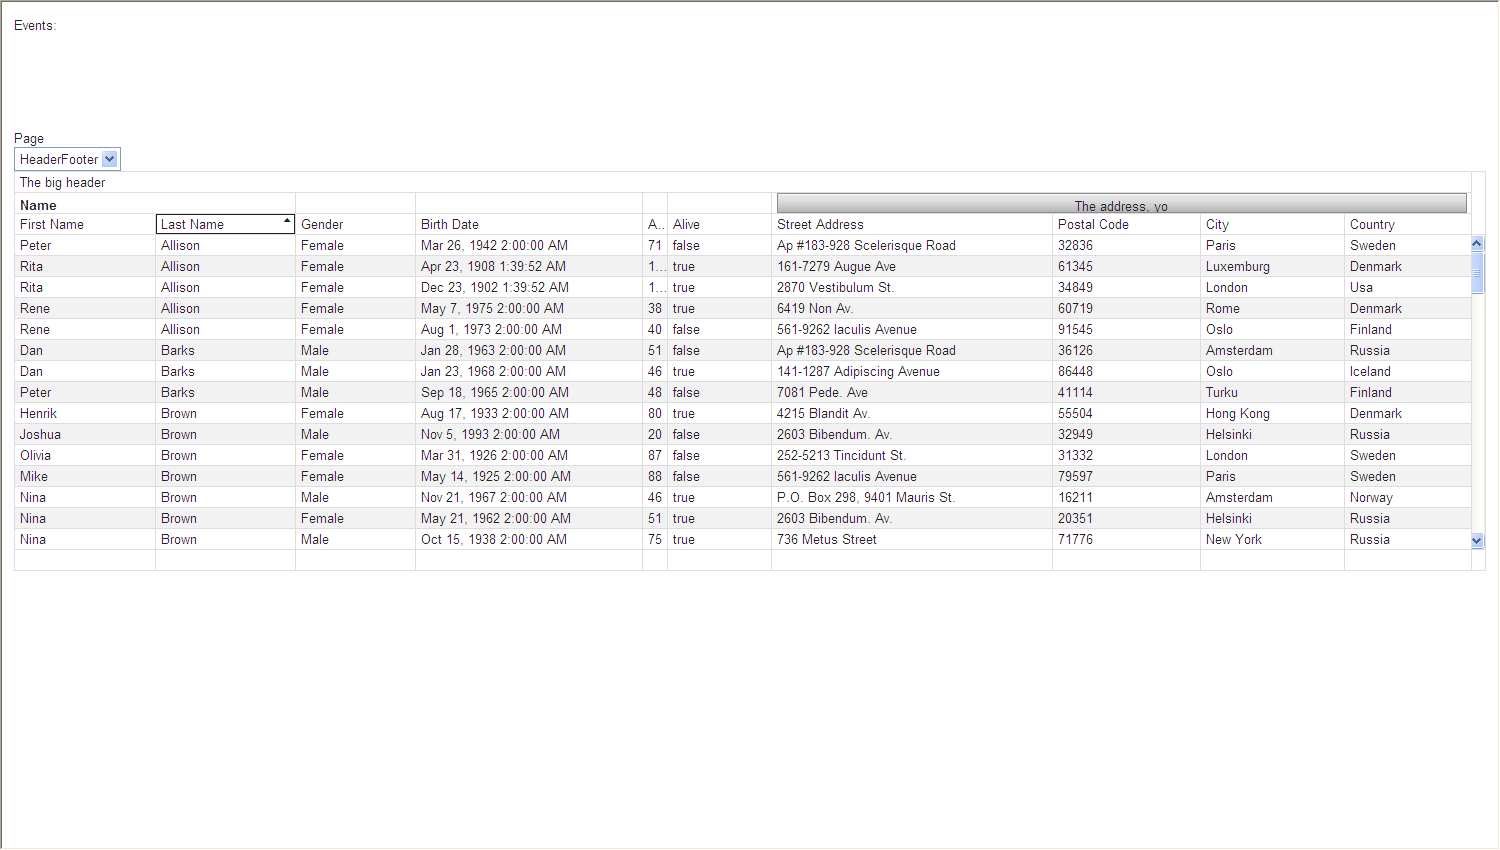 Events:
Page
HeaderFooter
The big header
Name The address, yo
First Name Last Name Gender Birth Date A... Alive Street Address Postal Code City Country
Peter Allison Female Mar 26, 1942 2:00:00 AM 71 false Ap #183-928 Scelerisque Road 32836 Paris Sweden
Rita Allison Female Apr 23, 1908 1:39:52 AM 1... true 161-7279 Augue Ave 61345 Luxemburg Denmark
Rita Allison Female Dec 23, 1902 1:39:52 AM 1... true 2870 Vestibulum St. 34849 London Usa
Rene Allison Female May 7, 1975 2:00:00 AM 38 true 6419 Non Av. 60719 Rome Denmark
Rene Allison Female Aug 1, 1973 2:00:00 AM 40 false 561-9262 Iaculis Avenue 91545 Oslo Finland
Dan Barks Male Jan 28, 1963 2:00:00 AM 51 false Ap #183-928 Scelerisque Road 36126 Amsterdam Russia
Dan Barks Male Jan 23, 1968 2:00:00 AM 46 true 141-1287 Adipiscing Avenue 86448 Oslo Iceland
Peter Barks Male Sep 18, 1965 2:00:00 AM 48 false 7081 Pede. Ave 41114 Turku Finland
Henrik Brown Female Aug 17, 1933 2:00:00 AM 80 true 4215 Blandit Av. 55504 Hong Kong Denmark
Joshua Brown Male Nov 5, 1993 2:00:00 AM 20 false 2603 Bibendum. Av. 32949 Helsinki Russia
Olivia Brown Female Mar 31, 1926 2:00:00 AM 87 false 252-5213 Tincidunt St. 31332 London Sweden
Mike Brown Female May 14, 1925 2:00:00 AM 88 false 561-9262 Iaculis Avenue 79597 Paris Sweden
Nina Brown Male Nov 21, 1967 2:00:00 AM 46 true P.O. Box 298, 9401 Mauris St. 16211 Amsterdam Norway
Nina Brown Female May 21, 1962 2:00:00 AM 51 true 2603 Bibendum. Av. 20351 Helsinki Russia
Nina Brown Male Oct 15, 1938 2:00:00 AM 75 true 736 Metus Street 71776 New York Russia